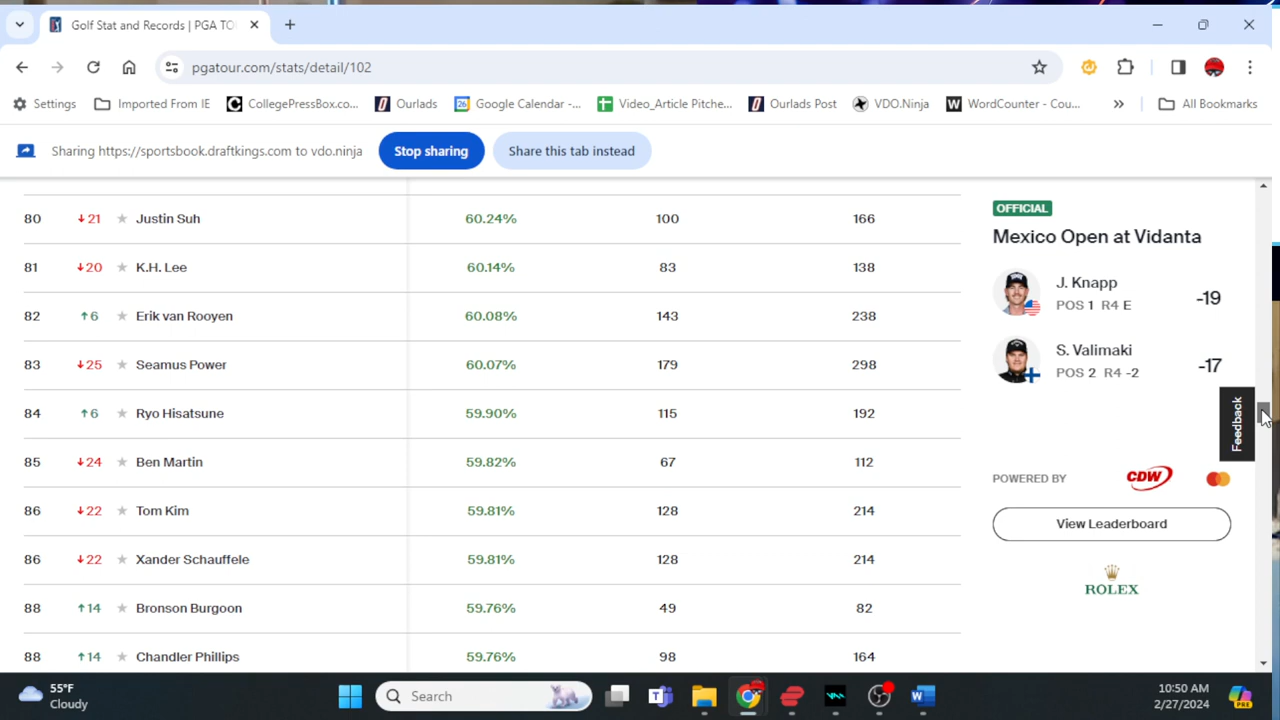 Golf Stat and Records | PGA TO
pgatour.com/stats/detail/102
Settings Imported From IE CollegePressBox.co... Ourlads Google Calendar -... Video_Article Pitche... Ourlads Post VDO.Ninja WordCounter - Cou... » All Bookmarks
Sharing https://sportsbook.draftkings.com to vdo.ninja Stop sharing Share this tab instead
80 ↓21 Justin Suh 60.24% 100 166
81 ↓20 K.H. Lee 60.14% 83 138
82 ↑6 Erik van Rooyen 60.08% 143 238
83 ↓25 Seamus Power 60.07% 179 298
84 ↑6 Ryo Hisatsune 59.90% 115 192
85 ↓24 Ben Martin 59.82% 67 112
86 ↓22 Tom Kim 59.81% 128 214
86 ↓22 Xander Schauffele 59.81% 128 214
88 ↑14 Bronson Burgoon 59.76% 49 82
88 ↑14 Chandler Phillips 59.76% 98 164
OFFICIAL
Mexico Open at Vidanta
J. Knapp
POS 1 R4 E
-19
S. Valimaki
POS 2 R4 -2
-17
Feedback
POWERED BY CDW
View Leaderboard
ROLEX
55°F
Cloudy
Search
10:50 AM
2/27/2024